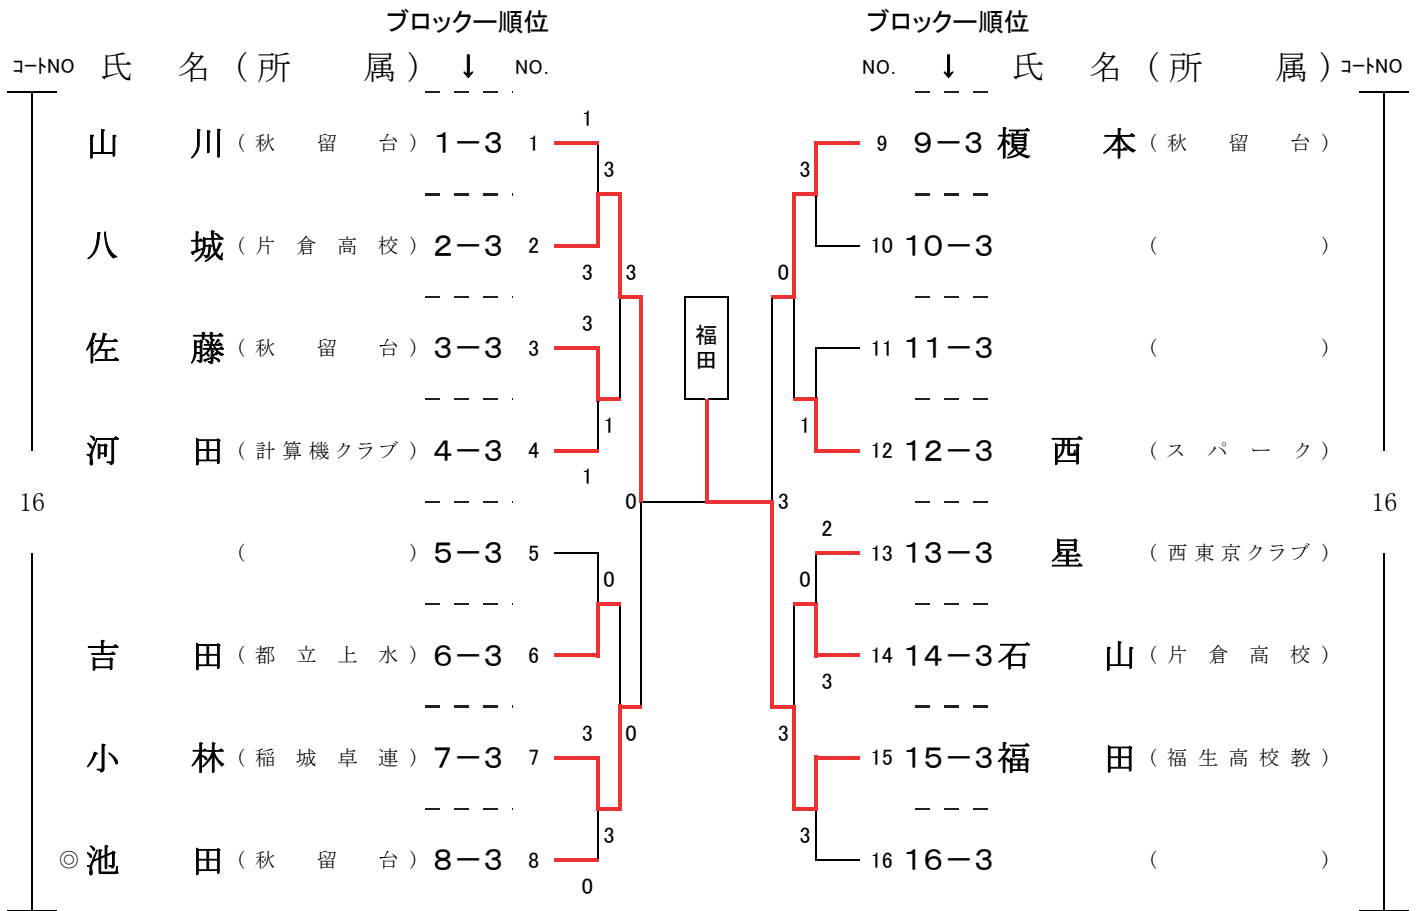 ブロック一順位 ブロック一順位
コートNO 氏 名 ( 所 属 ) ↓ NO. NO. ↓ 氏 名 ( 所 属 ) コートNO
1
山 川 ( 秋 留 台 ) 1-3 1 9 9-3 榎 本 ( 秋 留 台 )
3 3
八 城 ( 片 倉 高 校 ) 2-3 2 10 10-3 ( )
3 3 0
3
福田
佐 藤 ( 秋 留 台 ) 3-3 3 11 11-3 ( )
1 1
河 田 ( 計算機クラブ ) 4-3 4 12 12-3 西 ( ス パ ー ク )
1
16 0 3 16
2
( ) 5-3 5 13 13-3 星 ( 西東京クラブ )
0 0
吉 田 ( 都 立 上 水 ) 6-3 6 14 14-3 石 山 ( 片 倉 高 校 )
3
3 0 3
小 林 ( 稲 城 卓 連 ) 7-3 7 15 15-3 福 田 ( 福 生 高 校 教 )
3 3
◎ 池 田 ( 秋 留 台 ) 8-3 8 16 16-3 ( )
0